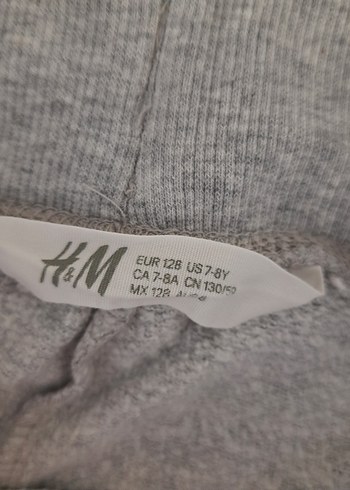 H&M
EUR 128 US 7-8Y
CA 7-8A CN 130/59
MX 128